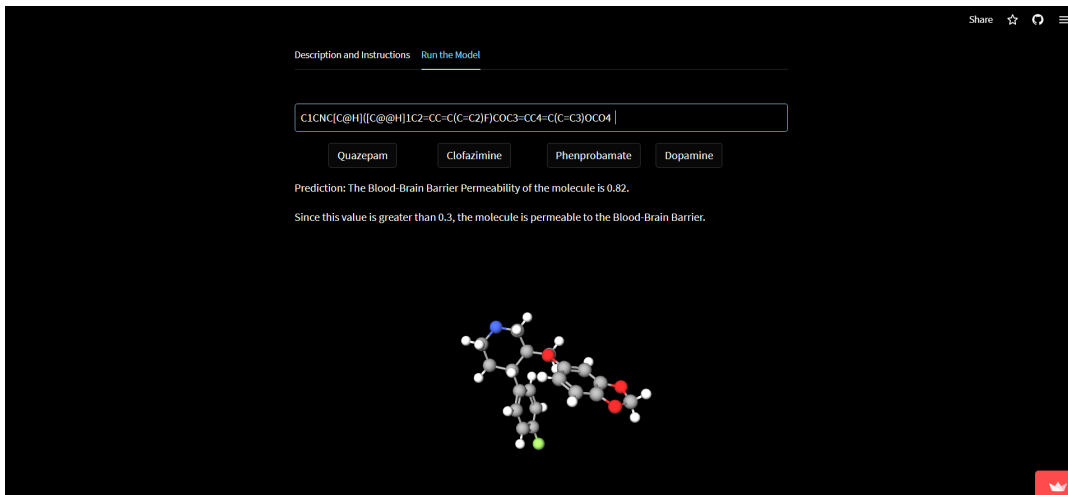 Share
Description and Instructions Run the Model
C1CNC[C@H]([C@@H]1C2=CC=C(C=C2)F)COC3=CC4=C(C=C3)OCO4
Quazepam Clofazimine Phenprobamate Dopamine
Prediction: The Blood-Brain Barrier Permeability of the molecule is 0.82.
Since this value is greater than 0.3, the molecule is permeable to the Blood-Brain Barrier.